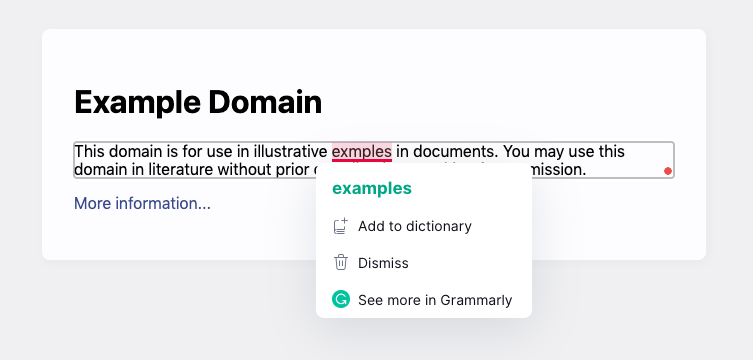 Example Domain
This domain is for use in illustrative exmples in documents. You may use this
domain in literature without prior mission.
More information...
examples
Add to dictionary
Dismiss
See more in Grammarly